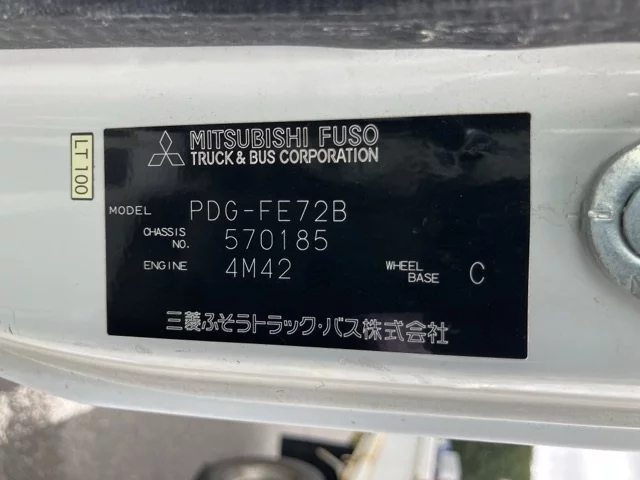 LT100
MITSUBISHI FUSO
TRUCK & BUS CORPORATION
MODEL PDG-FE72B
CHASSIS NO. 570185
ENGINE 4M42 WHEEL BASE C
三菱ふそうトラック・バス株式会社